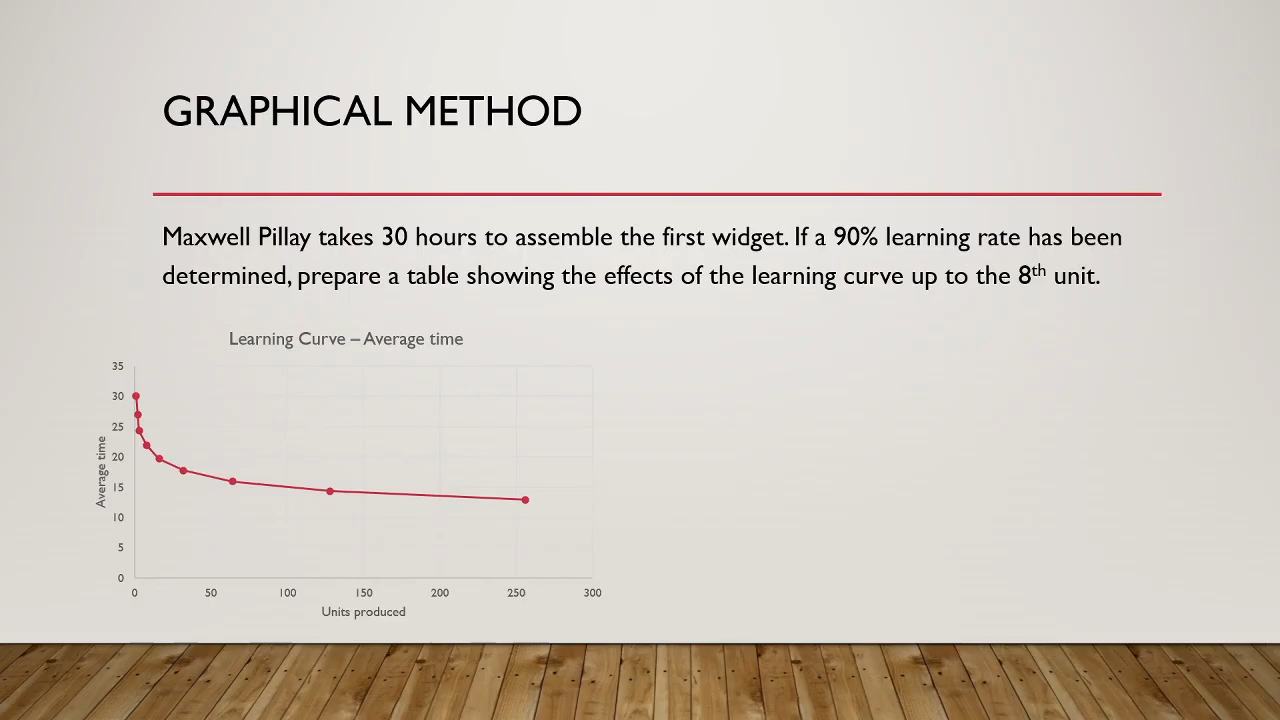 GRAPHICAL METHOD
Maxwell Pillay takes 30 hours to assemble the first widget. If a 90% learning rate has been
determined, prepare a table showing the effects of the learning curve up to the 8th unit.
Learning Curve – Average time
35
30
25
20
15
10
5
0
Average time
0 50 100 150 200 250 300
Units produced